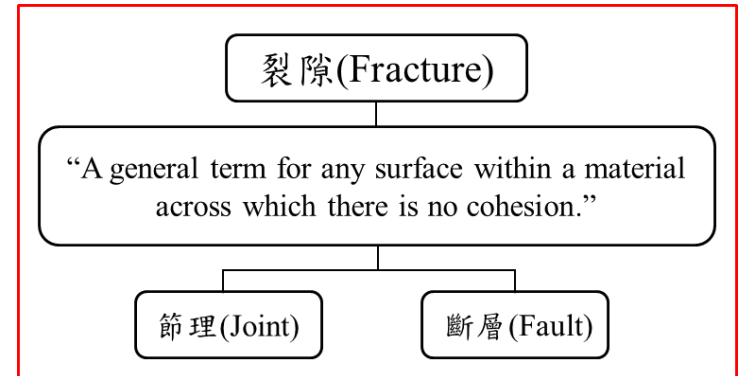 裂隙(Fracture)
“A general term for any surface within a material
across which there is no cohesion.”
節理(Joint)
斷層(Fault)